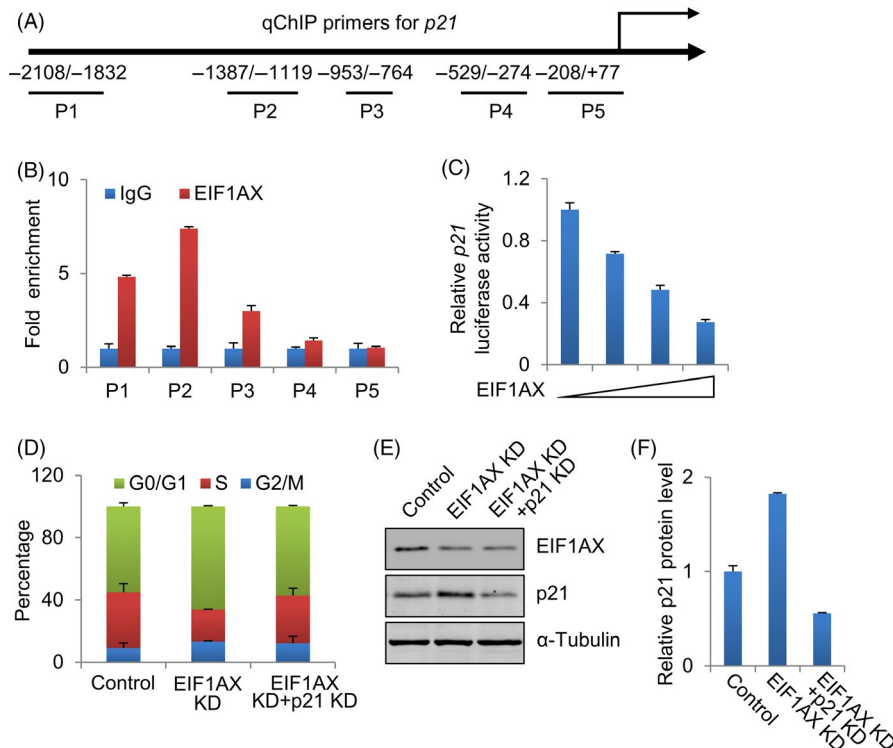 (A)
qChIP primers for p21
–2108/–1832
–1387/–1119
–953/–764
–529/–274
–208/+77
P1
P2
P3
P4
P5
(B)
10
5
0
Fold enrichment
IgG
EIF1AX
P1
P2
P3
P4
P5
(C)
1.2
0.8
0.4
0
Relative p21
luciferase activity
EIF1AX
(D)
120
80
40
0
Percentage
G0/G1
S
G2/M
Control
EIF1AX
KD
EIF1AX
KD+p21 KD
(E)
Control
EIF1AX KD
EIF1AX KD
+p21 KD
EIF1AX
p21
α-Tubulin
(F)
2
1
0
Relative p21 protein level
Control
EIF1AX KD
EIF1AX KD
+p21 KD